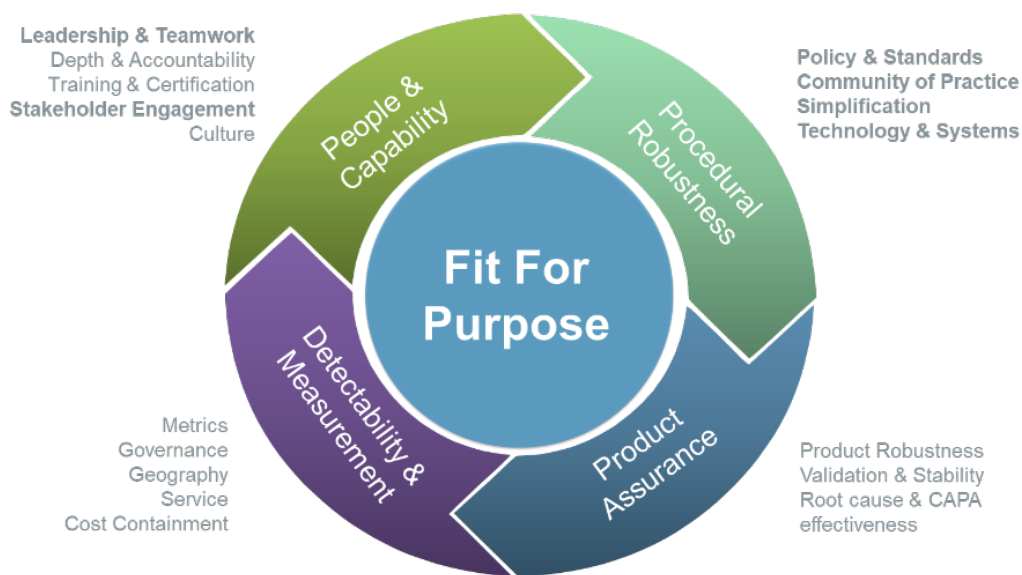 Leadership & Teamwork
Depth & Accountability
Training & Certification
Stakeholder Engagement
Culture
People &
Capability
Procedural
Robustness
Policy & Standards
Community of Practice
Simplification
Technology & Systems
Fit For
Purpose
Detectability &
Measurement
Product
Assurance
Metrics
Governance
Geography
Service
Cost Containment
Product Robustness
Validation & Stability
Root cause & CAPA
effectiveness